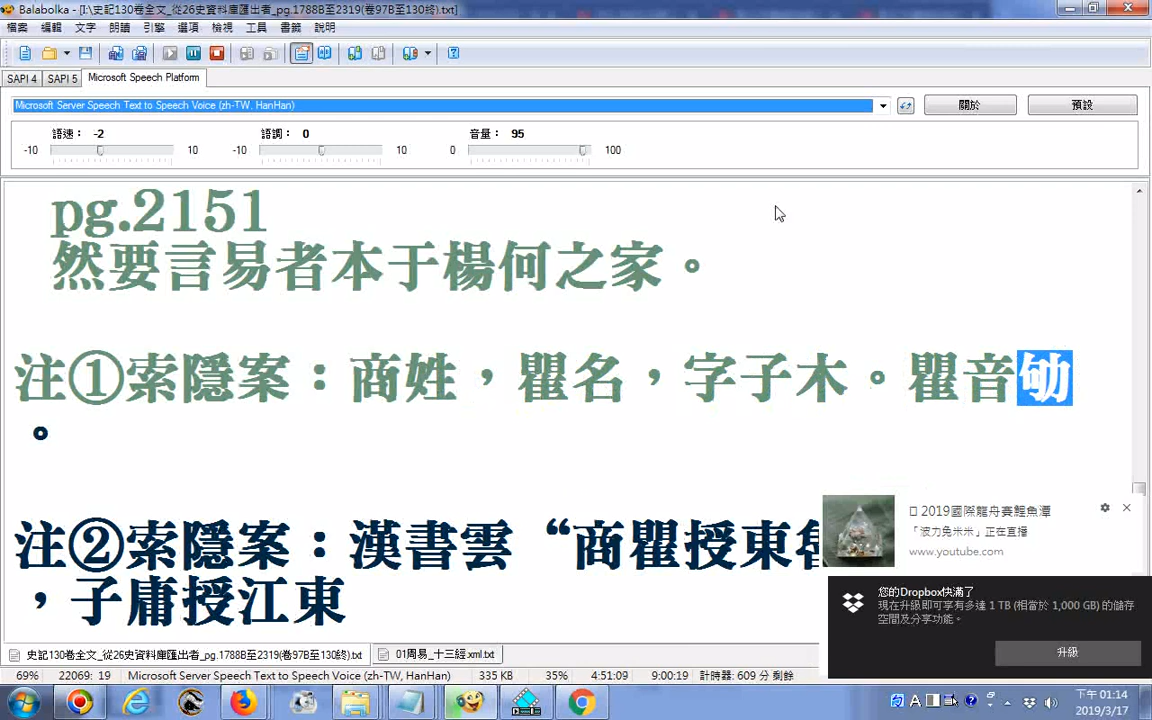 Balabolka - [I:\史記130卷全文_從26史資料庫匯出者_pg.1788B至2319(卷97B至130終).txt]
檔案 編輯 文字 朗讀 引擎 選項 檢視 工具 書籤 說明
SAPI 4 SAPI 5 Microsoft Speech Platform
Microsoft Server Speech Text to Speech Voice (zh-TW, HanHan)
關於 預設
語速： -2 語調： 0 音量： 95
-10 10 -10 10 0 100
pg.2151
然要言易者本于楊何之家。
注①索隱案：商姓，瞿名，字子木。瞿音劬
。
注②索隱案：漢書雲“商瞿授東魯
，子庸授江東
2019國際龍舟賽鯉魚潭
「波力兔米米」正在直播
www.youtube.com
您的Dropbox快滿了
現在升級即可享有多達 1 TB (相當於 1,000 GB) 的儲存
空間及分享功能。
升級
史記130卷全文_從26史資料庫匯出者_pg.1788B至2319(卷97B至130終).txt 01周易_十三經.xml.txt
69% 22069: 19 Microsoft Server Speech Text to Speech Voice (zh-TW, HanHan) 335 KB 35% 4:51:09 9:00:19 計時器: 609 分 剩餘
下午 01:14
2019/3/17